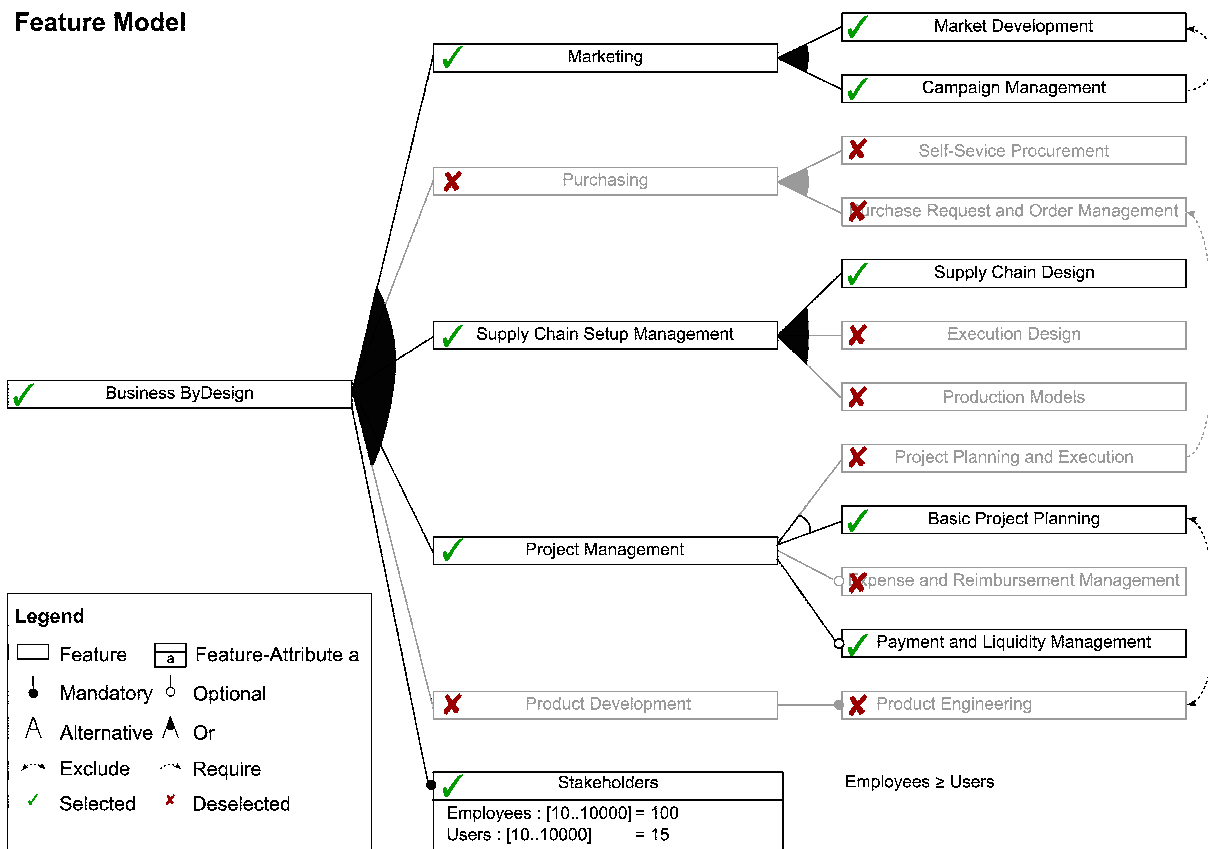 Feature Model
Market Development
Marketing
Campaign Management
Self-Sevice Procurement
Purchasing
Purchase Request and Order Management
Supply Chain Design
Supply Chain Setup Management
Execution Design
Business ByDesign
Production Models
Project Planning and Execution
Basic Project Planning
Project Management
Expense and Reimbursement Management
Payment and Liquidity Management
Product Development
Product Engineering
Stakeholders
Employees : [10..10000] = 100
Users : [10..10000] = 15
Employees ≥ Users
Legend
Feature
a
Feature-Attribute a
Mandatory
Optional
Alternative
Or
Exclude
Require
Selected
Deselected